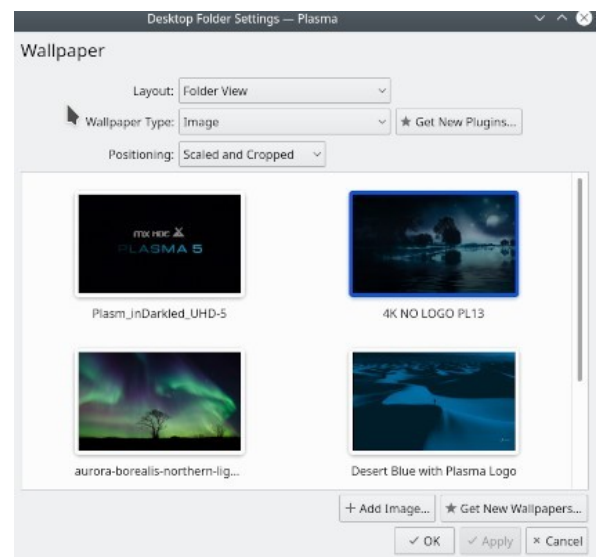 Desktop Folder Settings — Plasma
Wallpaper
Layout: Folder View
Wallpaper Type: Image Get New Plugins...
Positioning: Scaled and Cropped
MX HDC X
PLASMA 5
Plasm_inDarkled_UHD-5 4K NO LOGO PL13
aurora-borealis-northern-lig... Desert Blue with Plasma Logo
+ Add Image... Get New Wallpapers...
OK Apply Cancel